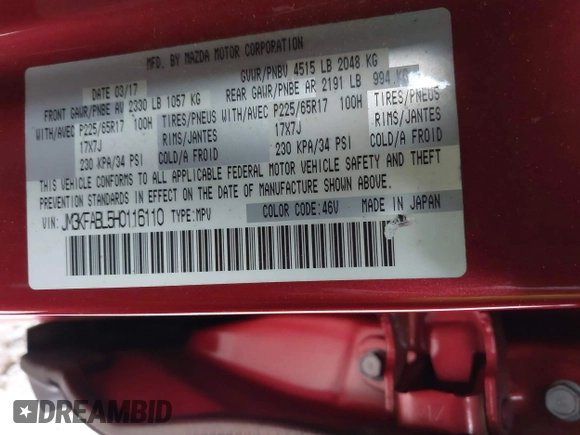 MFD. BY MAZDA MOTOR CORPORATION
DATE 03/17 GVWR/PNBV 4515 LB 2048 KG
FRONT GAWR/PNBE AV 2330 LB 1057 KG REAR GAWR/PNBE AR 2191 LB 994 KG
WITH/AVEC P225/65R17 100H TIRES/PNEUS WITH/AVEC P225/65R17 100H TIRES/PNEUS
17X7J RIMS/JANTES 17X7J RIMS/JANTES
230 KPA/34 PSI COLD/A FROID 230 KPA/34 PSI COLD/A FROID
THIS VEHICLE CONFORMS TO ALL APPLICABLE FEDERAL MOTOR VEHICLE SAFETY AND THEFT
PREVENTION STANDARDS IN EFFECT ON THE DATE OF MANUFACTURE SHOWN ABOVE.
VIN: JM3KFABL5H0116110 TYPE: MPV COLOR CODE: 46V MADE IN JAPAN
DREAMBID